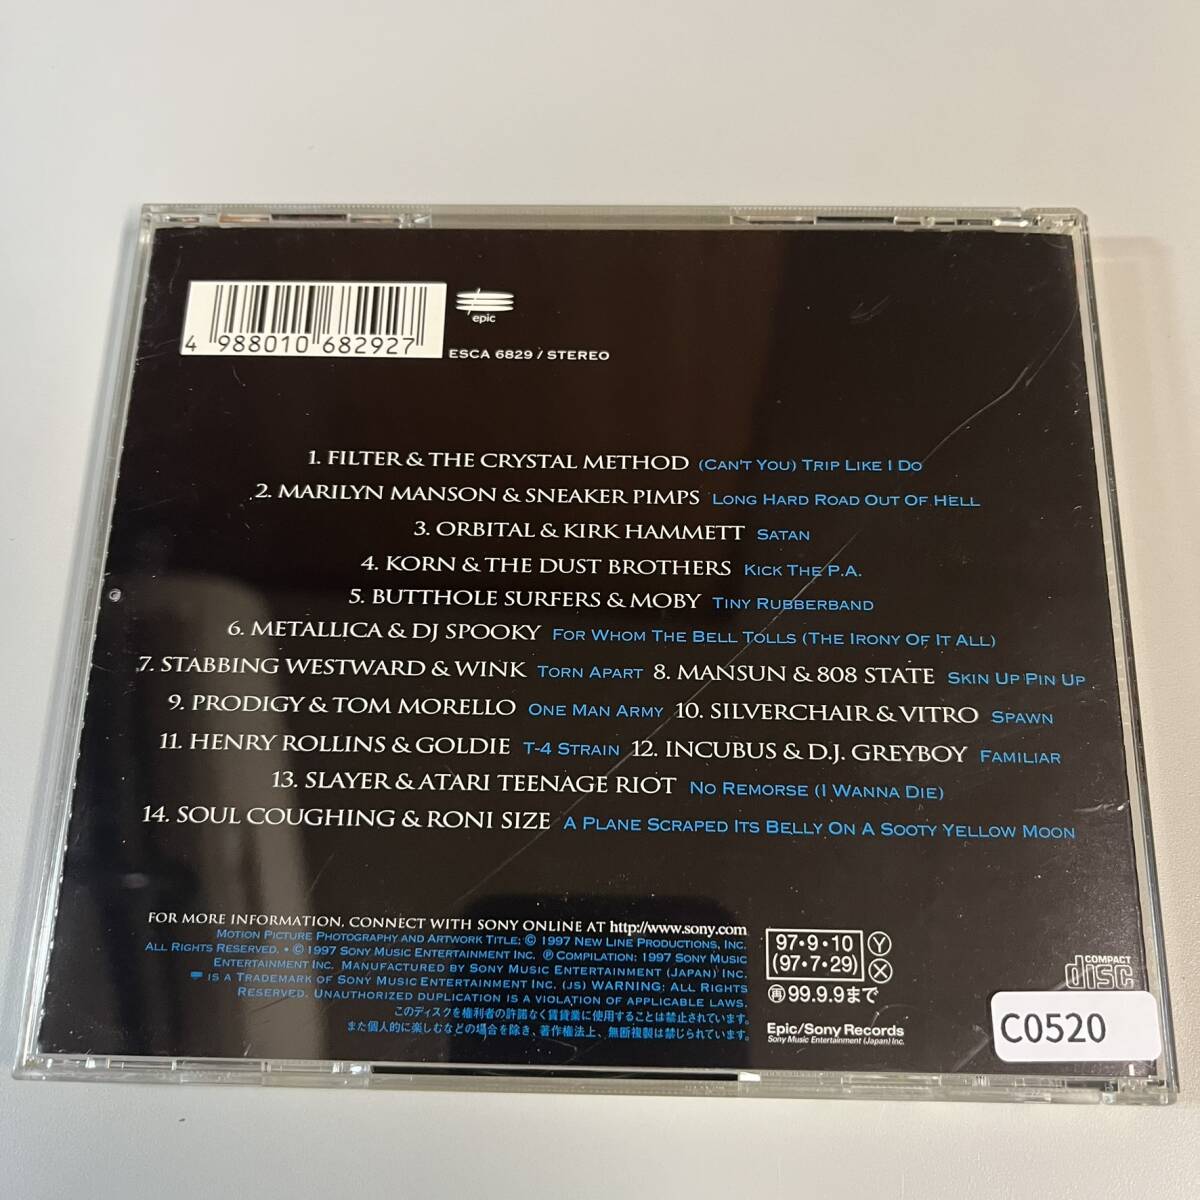 4 988010 682927
epic
ESCA 6829 / STEREO
1. FILTER & THE CRYSTAL METHOD (CAN'T YOU) TRIP LIKE I DO
2. MARILYN MANSON & SNEAKER PIMPS LONG HARD ROAD OUT OF HELL
3. ORBITAL & KIRK HAMMETT SATAN
4. KORN & THE DUST BROTHERS KICK THE P.A.
5. BUTTHOLE SURFERS & MOBY TINY RUBBERBAND
6. METALLICA & DJ SPOOKY FOR WHOM THE BELL TOLLS (THE IRONY OF IT ALL)
7. STABBING WESTWARD & WINK TORN APART 8. MANSUN & 808 STATE SKIN UP PIN UP
9. PRODIGY & TOM MORELLO ONE MAN ARMY 10. SILVERCHAIR & VITRO SPAWN
11. HENRY ROLLINS & GOLDIE T-4 STRAIN 12. INCUBUS & D.J. GREYBOY FAMILIAR
13. SLAYER & ATARI TEENAGE RIOT NO REMORSE (I WANNA DIE)
14. SOUL COUGHING & RONI SIZE A PLANE SCRAPED ITS BELLY ON A SOOTY YELLOW MOON
FOR MORE INFORMATION, CONNECT WITH SONY ONLINE AT http://www.sony.com
MOTION PICTURE PHOTOGRAPHY AND ARTWORK TITLE: © 1997 NEW LINE PRODUCTIONS, INC.
ALL RIGHTS RESERVED. • © 1997 SONY MUSIC ENTERTAINMENT INC. ℗ COMPILATION: 1997 SONY MUSIC
ENTERTAINMENT INC. MANUFACTURED BY SONY MUSIC ENTERTAINMENT (JAPAN) INC.
IS A TRADEMARK OF SONY MUSIC ENTERTAINMENT INC. (JS) WARNING: ALL RIGHTS
RESERVED. UNAUTHORIZED DUPLICATION IS A VIOLATION OF APPLICABLE LAWS.
このディスクを権利者の許諾なく賃貸業に使用することは禁止されています。
また個人的に楽しむなどの場合を除き、著作権法上、無断複製は禁じられています。
97・9・10 Ⓨ
(97・7・29) Ⓧ
再 99.9.9まで
Epic/Sony Records
Sony Music Entertainment (Japan) Inc.
COMPACT
disc
C0520